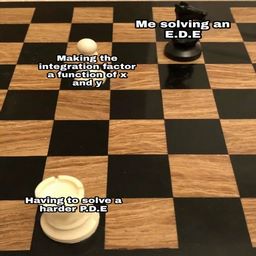 Me solving an
E.D.E
Making the
integration factor
a function of x
and y
Having to solve a
harder P.D.E